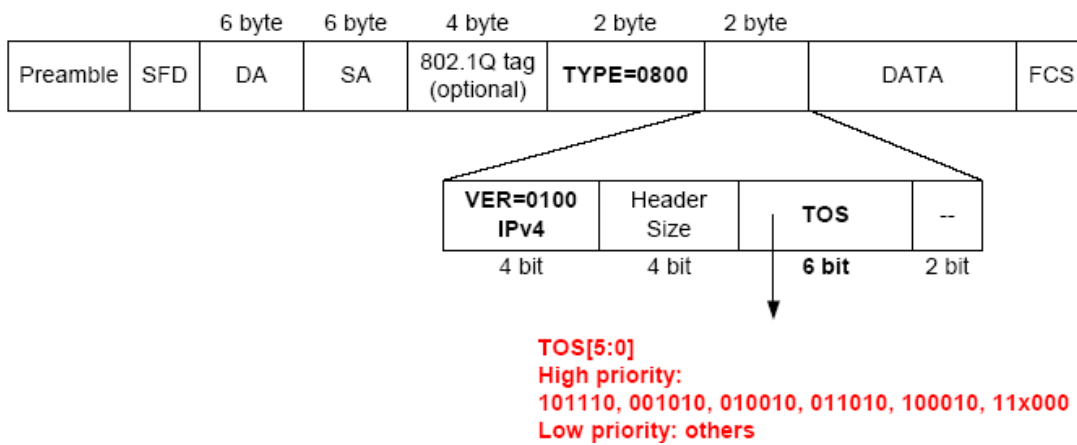 6 byte 6 byte 4 byte 2 byte 2 byte
Preamble SFD DA SA 802.1Q tag (optional) TYPE=0800 DATA FCS
VER=0100 IPv4 Header Size TOS --
4 bit 4 bit 6 bit 2 bit
TOS[5:0]
High priority:
101110, 001010, 010010, 011010, 100010, 11x000
Low priority: others